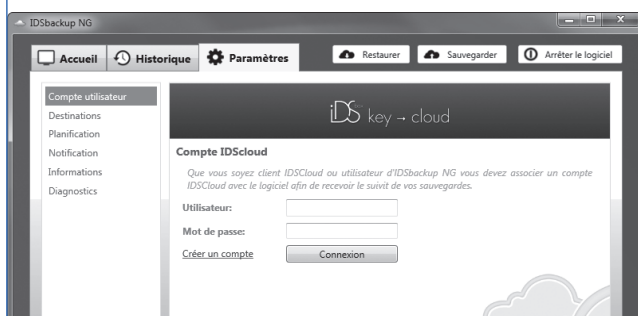 IDSbackup NG
Accueil
Historique
Paramètres
Restaurer
Sauvegarder
Arrêter le logiciel
Compte utilisateur
Destinations
Planification
Notification
Informations
Diagnostics
iDS key → cloud
Compte IDScloud
Que vous soyez client IDSCloud ou utilisateur d'IDSbackup NG vous devez associer un compte
IDSCloud avec le logiciel afin de recevoir le suivit de vos sauvegardes.
Utilisateur:
Mot de passe:
Créer un compte
Connexion